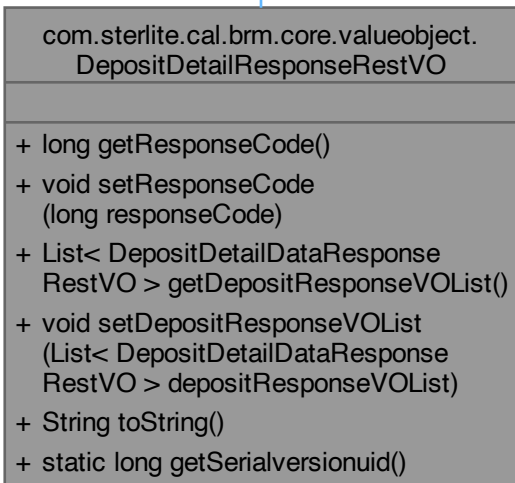 com.sterlite.cal.brm.core.valueobject.
DepositDetailResponseRestVO
+ long getResponseCode()
+ void setResponseCode
(long responseCode)
+ List< DepositDetailDataResponse
RestVO > getDepositResponseVOList()
+ void setDepositResponseVOList
(List< DepositDetailDataResponse
RestVO > depositResponseVOList)
+ String toString()
+ static long getSerialversionuid()